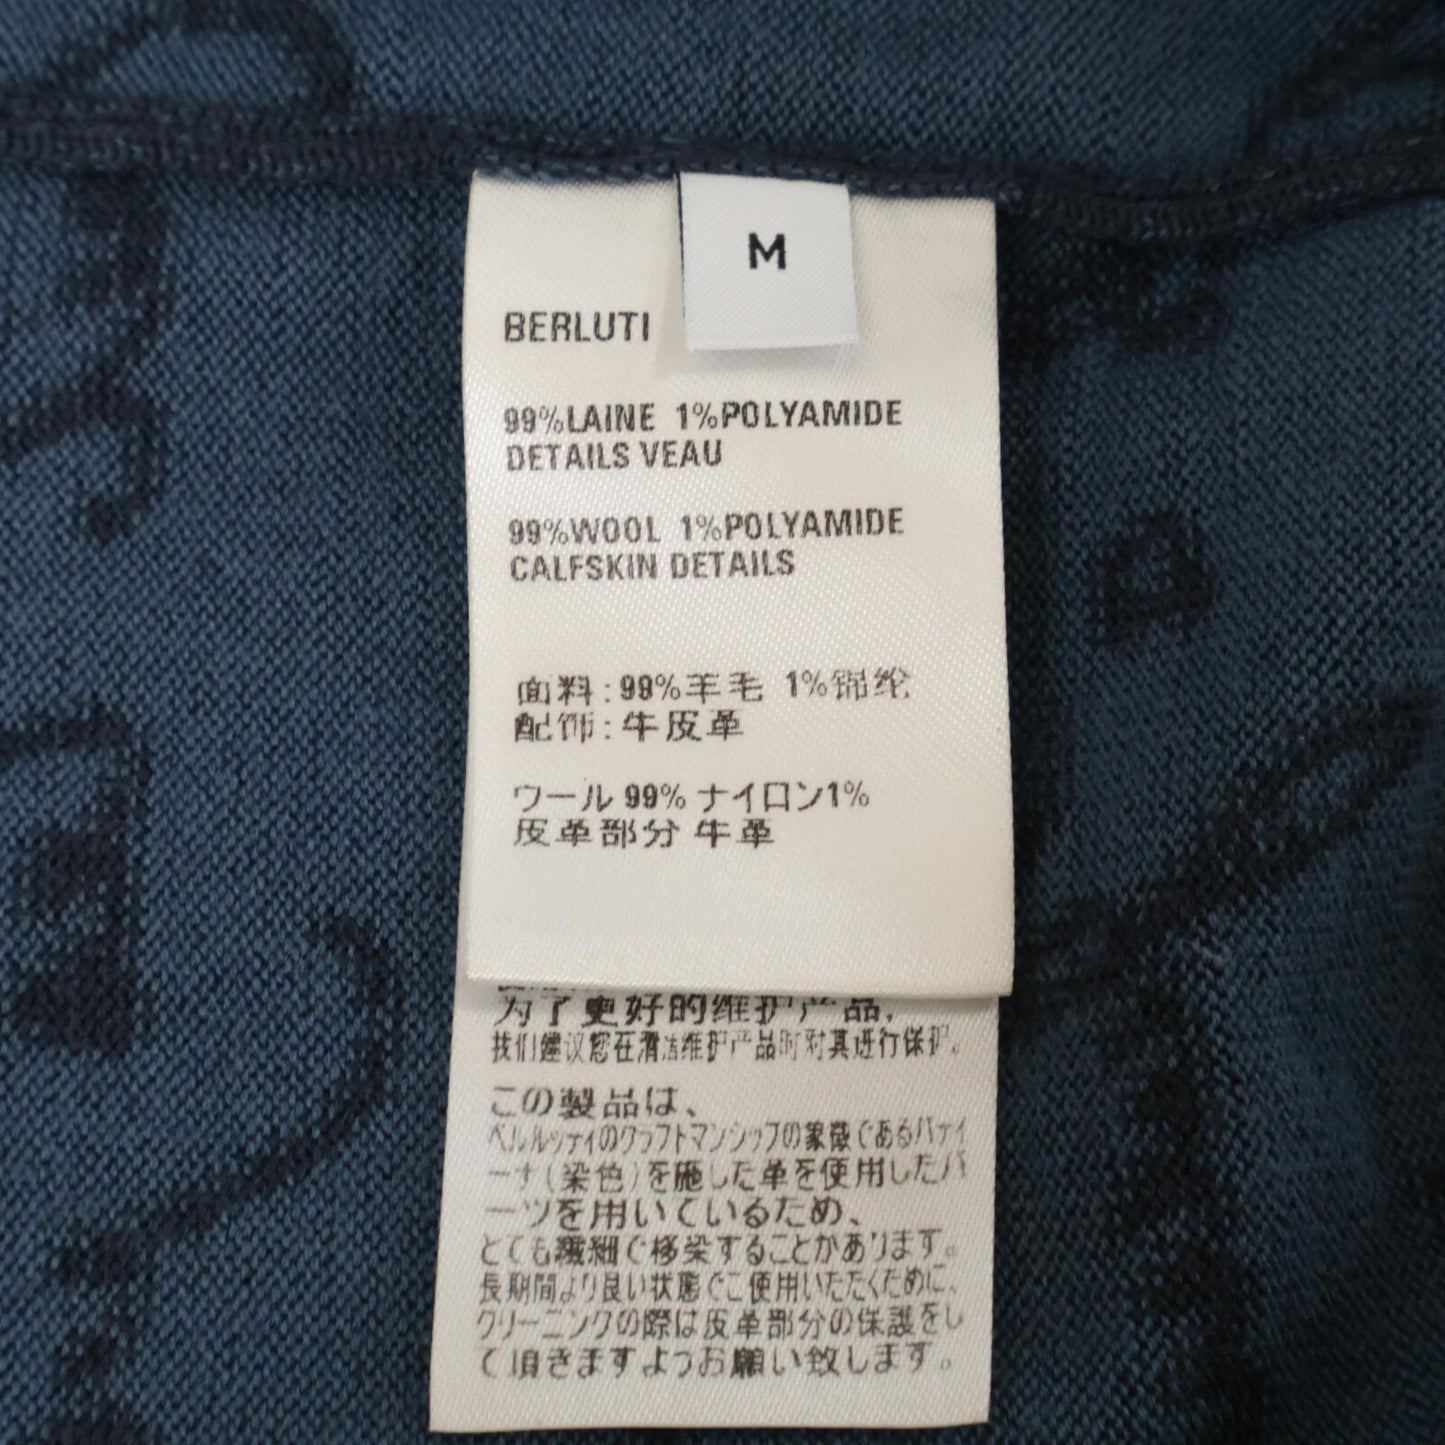 M
BERLUTI
99%LAINE 1%POLYAMIDE
DETAILS VEAU
99%WOOL 1%POLYAMIDE
CALFSKIN DETAILS
面料:99%羊毛 1%锦纶
配饰:牛皮革
ウール 99% ナイロン1%
皮革部分 牛革
为了更好的维护产品,
我们建议您在清洁维护产品时对其进行保护。
この製品は、
ベルルッティのクラフトマンシップの象徴であるパティ
ーナ(染色)を施した革を使用したパ
ーツを用いているため、
とても繊細で移染することがあります。
長期間より良い状態でご使用いただくために、
クリーニングの際は皮革部分の保護をし
て頂きますようお願い致します。